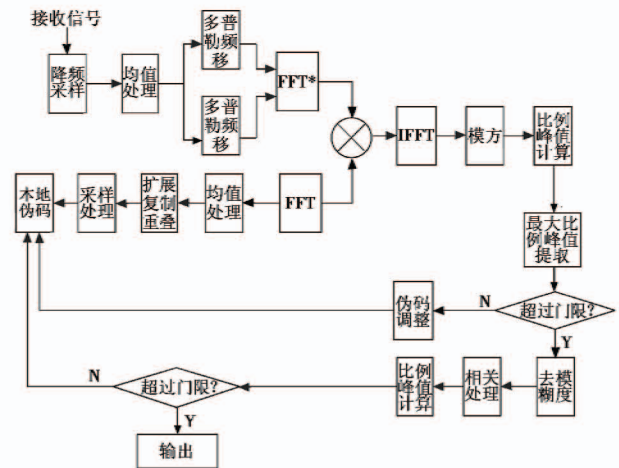 接收信号
降频
采样
均值
处理
多普
勒频
移
多普
勒频
移
FFT*
IFFT
模方
比例
峰值
计算
本地
伪码
采样
处理
扩展
复制
重叠
均值
处理
FFT
最大比
例峰值
提取
伪码
调整
N
超过门限？
Y
N
超过门限？
比例
峰值
计算
相关
处理
去模
糊度
Y
输出